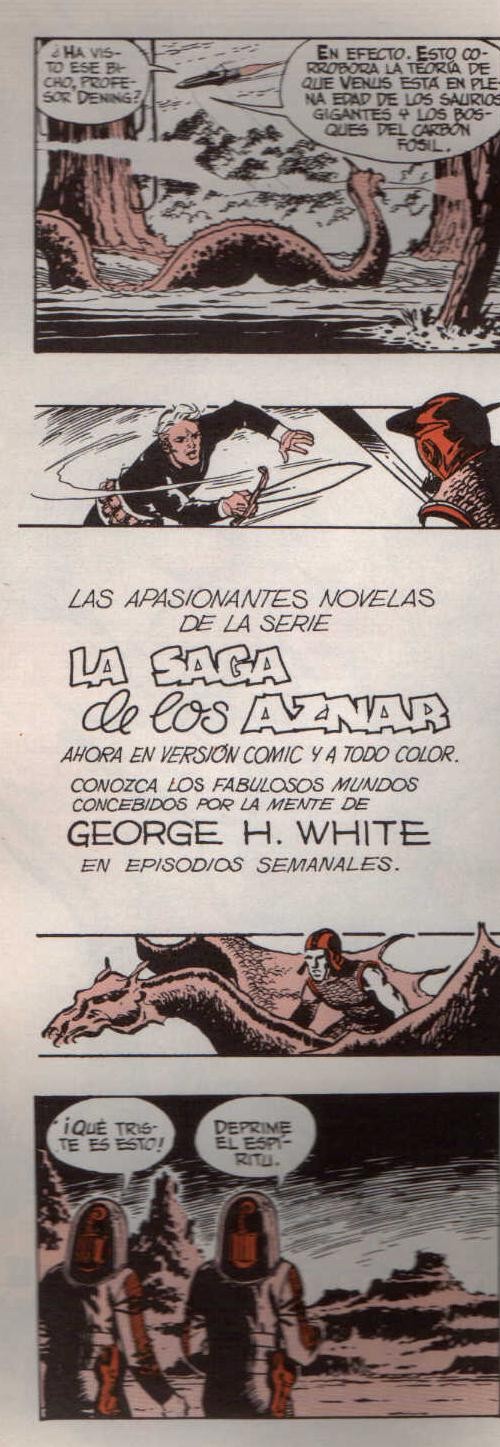 ¿HA VIS-
TO ESE BI-
CHO, PROFE-
SOR DENING?
EN EFECTO. ESTO CO-
RROBORA LA TEORÍA DE
QUE VENUS ESTÁ EN PLE-
NA EDAD DE LOS SAURIOS
GIGANTES Y LOS BOS-
QUES DEL CARBÓN
FÓSIL.
LAS APASIONANTES NOVELAS
DE LA SERIE
LA SAGA
de los AZNAR
AHORA EN VERSIÓN COMIC Y A TODO COLOR.
CONOZCA LOS FABULOSOS MUNDOS
CONCEBIDOS POR LA MENTE DE
GEORGE H. WHITE
EN EPISODIOS SEMANALES.
¡QUÉ TRIS-
TE ES ESTO!
DEPRIME
EL ESPÍ-
RITU.